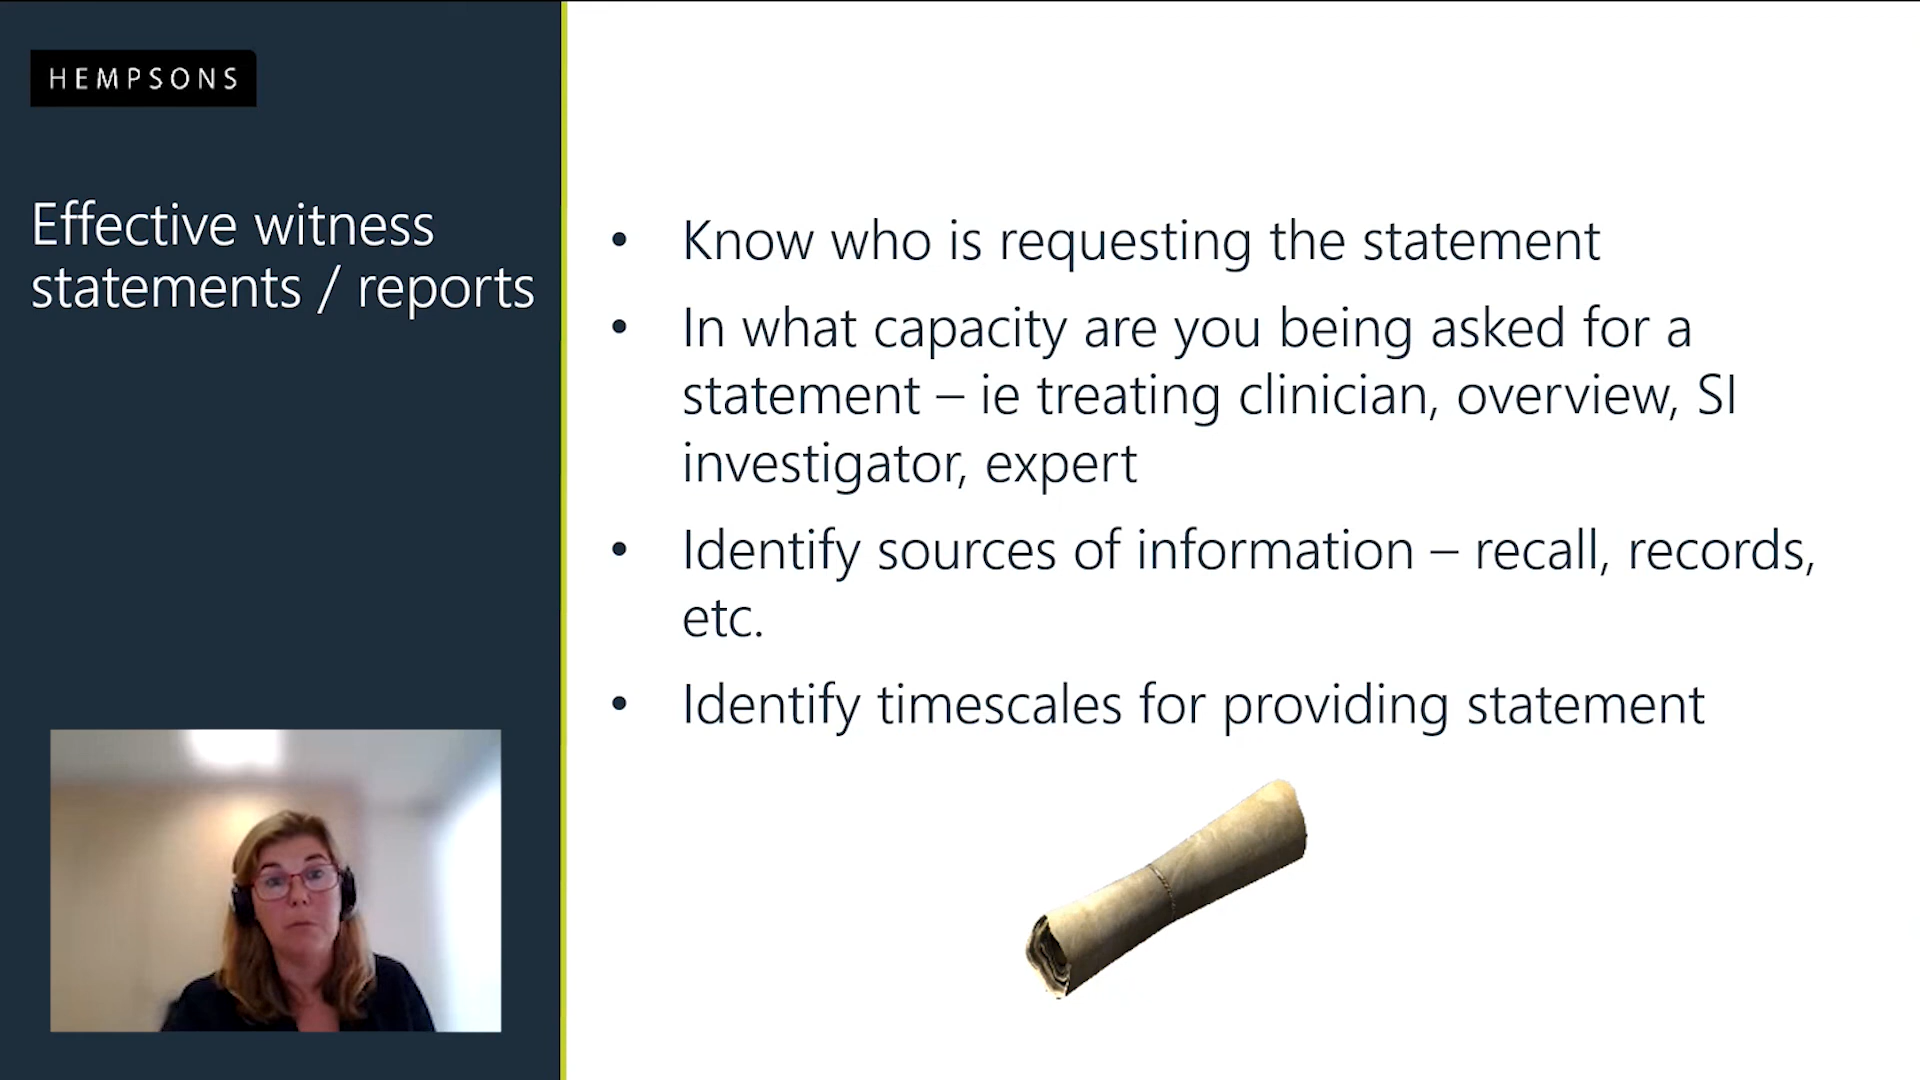 HEMPSONS
Effective witness
statements / reports
• Know who is requesting the statement
• In what capacity are you being asked for a
statement – ie treating clinician, overview, SI
investigator, expert
• Identify sources of information – recall, records,
etc.
• Identify timescales for providing statement